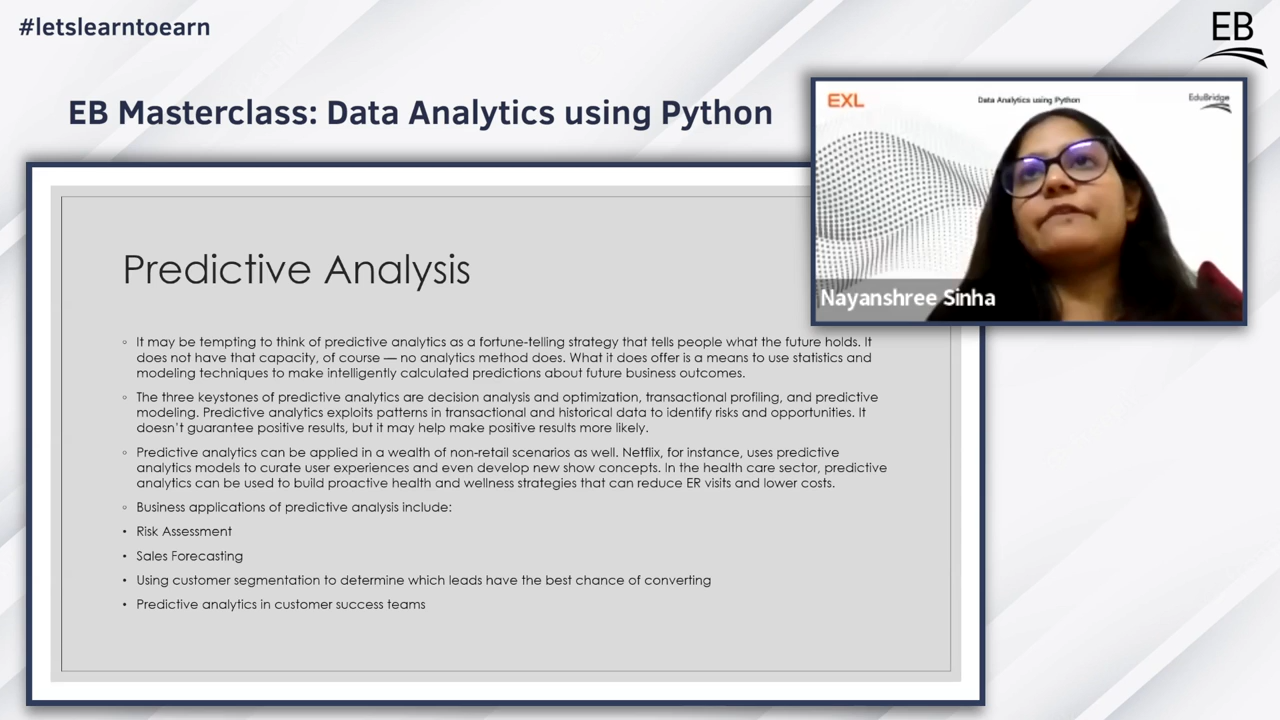 #letslearntoearn
EB
EB Masterclass: Data Analytics using Python
EXL
Data Analytics using Python
EduBridge
Nayanshree Sinha
Predictive Analysis
◦ It may be tempting to think of predictive analytics as a fortune-telling strategy that tells people what the future holds. It
does not have that capacity, of course — no analytics method does. What it does offer is a means to use statistics and
modeling techniques to make intelligently calculated predictions about future business outcomes.
◦ The three keystones of predictive analytics are decision analysis and optimization, transactional profiling, and predictive
modeling. Predictive analytics exploits patterns in transactional and historical data to identify risks and opportunities. It
doesn't guarantee positive results, but it may help make positive results more likely.
◦ Predictive analytics can be applied in a wealth of non-retail scenarios as well. Netflix, for instance, uses predictive
analytics models to curate user experiences and even develop new show concepts. In the health care sector, predictive
analytics can be used to build proactive health and wellness strategies that can reduce ER visits and lower costs.
◦ Business applications of predictive analysis include:
• Risk Assessment
• Sales Forecasting
• Using customer segmentation to determine which leads have the best chance of converting
• Predictive analytics in customer success teams